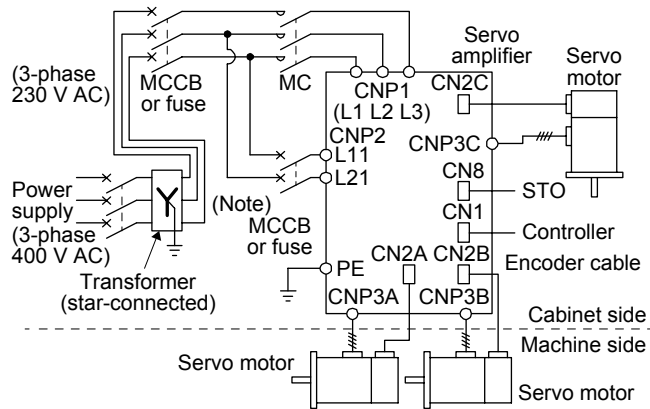 (3-phase
230 V AC)
MCCB
or fuse
MC
CNP1
(L1 L2 L3)
Servo
amplifier
CN2C
Servo
motor
CNP2
L11
L21
CNP3C
CN8
STO
CN1
Controller
Power
supply
(3-phase
400 V AC)
(Note)
MCCB
or fuse
Transformer
(star-connected)
PE
CN2A
CN2B
Encoder cable
CNP3A
CNP3B
Cabinet side
Machine side
Servo motor
Servo motor